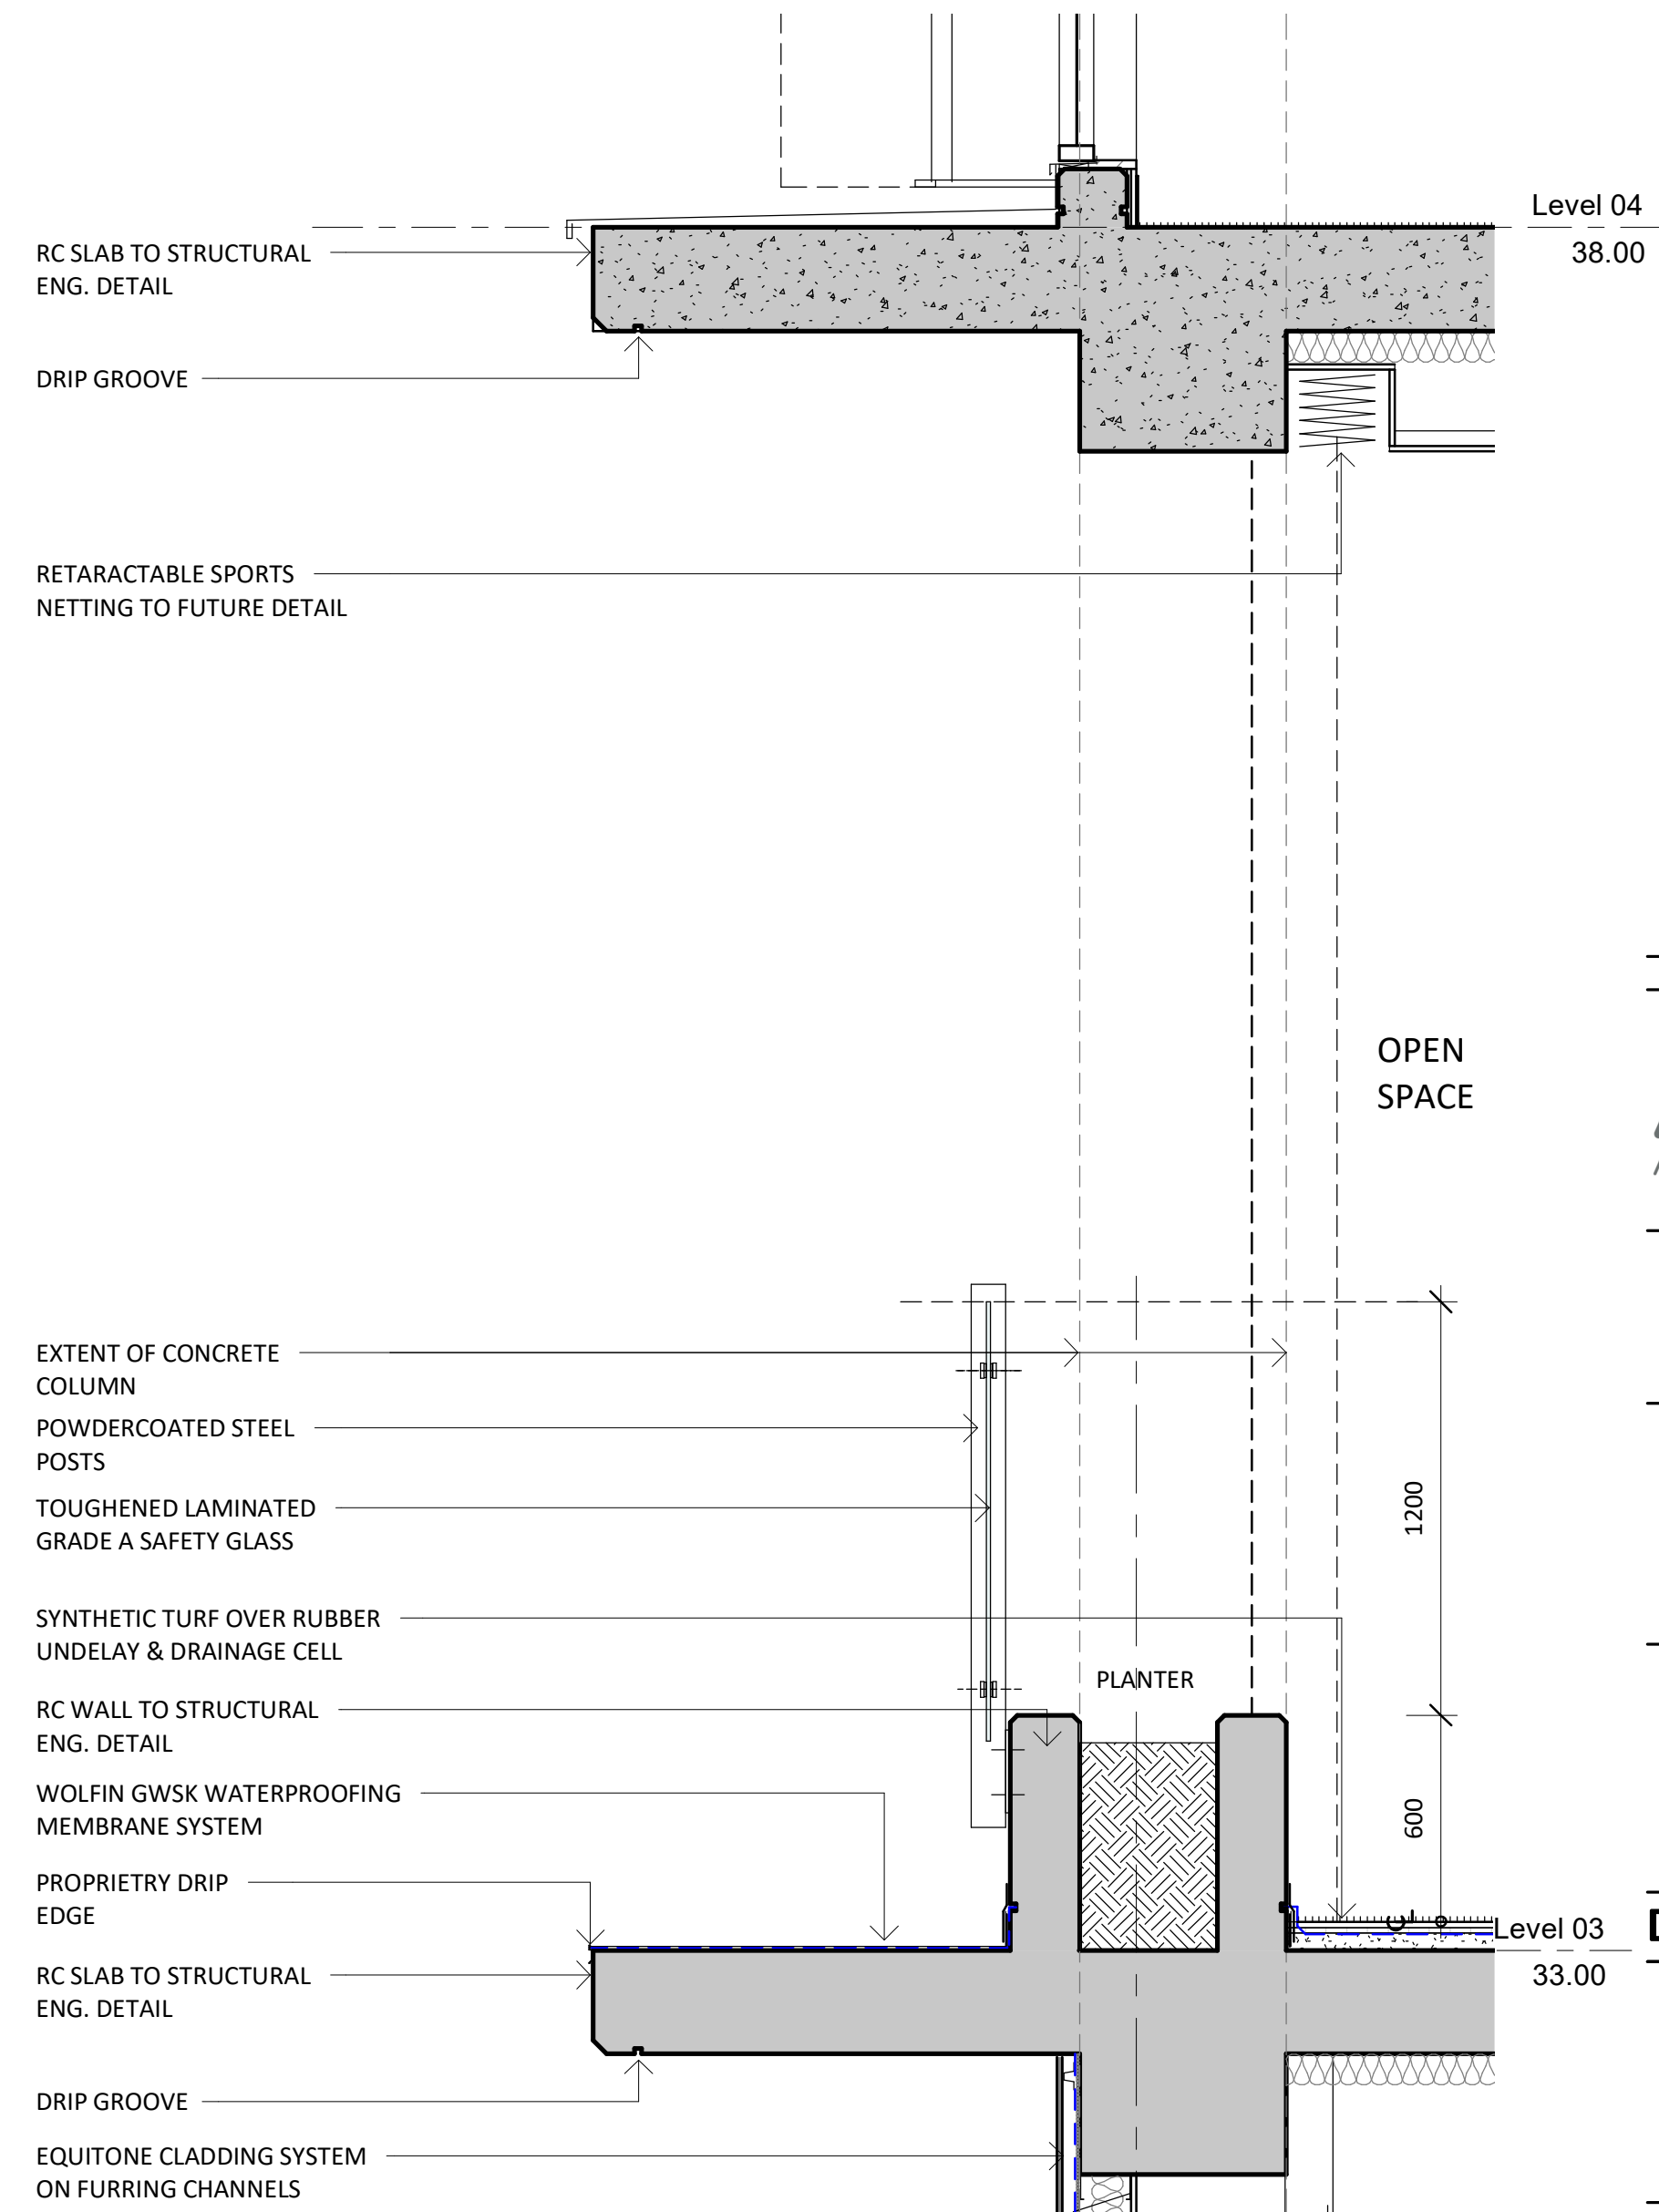 Level 04
38.00
RC SLAB TO STRUCTURAL
ENG. DETAIL
DRIP GROOVE
RETARACTABLE SPORTS
NETTING TO FUTURE DETAIL
OPEN
SPACE
EXTENT OF CONCRETE
COLUMN
POWDERCOATED STEEL
POSTS
TOUGHENED LAMINATED
GRADE A SAFETY GLASS
1200
SYNTHETIC TURF OVER RUBBER
UNDELAY & DRAINAGE CELL
PLANTER
RC WALL TO STRUCTURAL
ENG. DETAIL
WOLFIN GWSK WATERPROOFING
MEMBRANE SYSTEM
600
PROPRIETRY DRIP
EDGE
Level 03
33.00
RC SLAB TO STRUCTURAL
ENG. DETAIL
DRIP GROOVE
EQUITONE CLADDING SYSTEM
ON FURRING CHANNELS